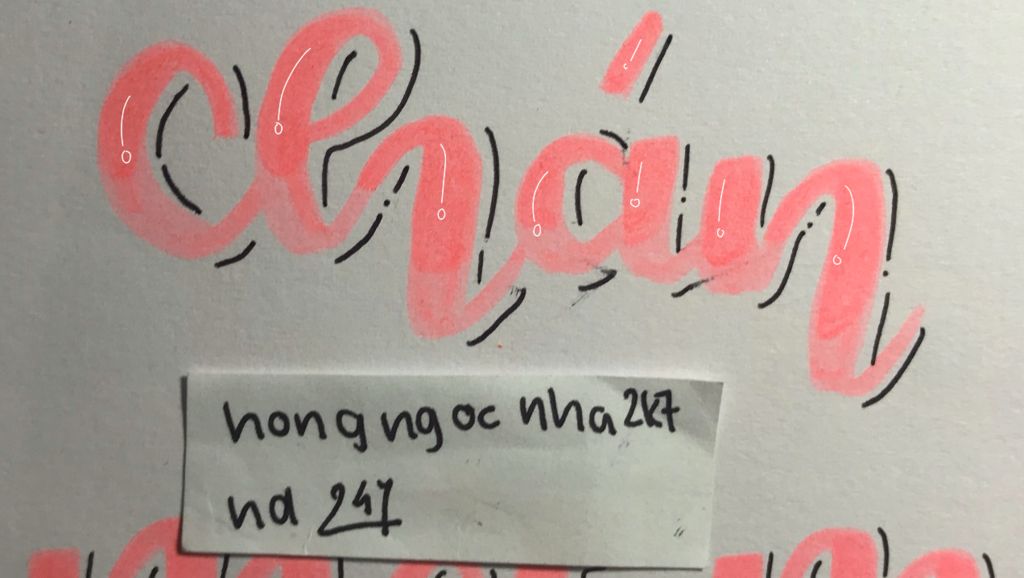 chán
hong ngoc nha 2k7
na 247